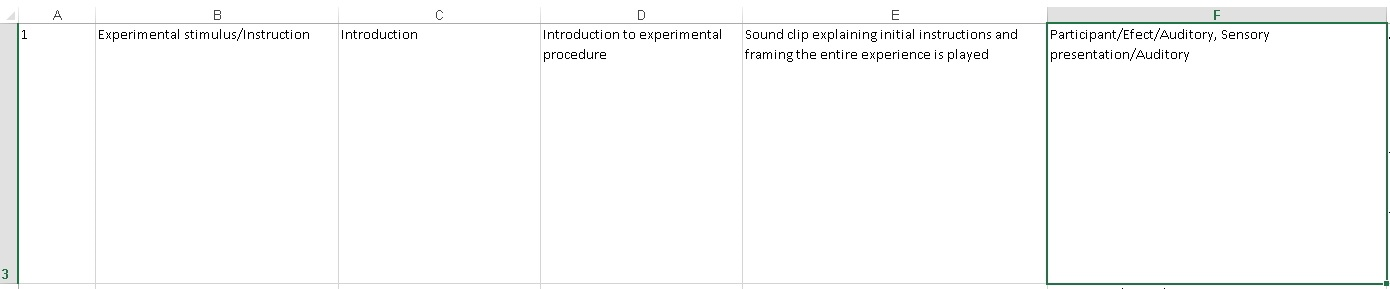 A B C D E F
1 Experimental stimulus/Instruction Introduction Introduction to experimental Sound clip explaining initial instructions and Participant/Efect/Auditory, Sensory
procedure framing the entire experience is played presentation/Auditory
3